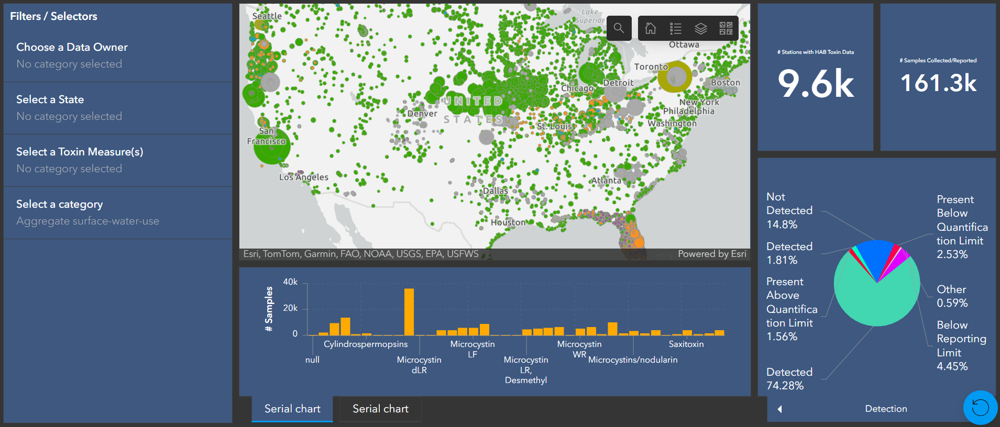 Filters / Selectors
Choose a Data Owner
No category selected
Select a State
No category selected
Select a Toxin Measure(s)
No category selected
Select a category
Aggregate surface-water-use
Seattle
Lake
Superior
Ottawa
Toronto
Boston
Detroit
Chicago
New York
Philadelphia
UNITED
STATES
Denver
Washington
St. Louis
San
Francisco
Los Angeles
Atlanta
Dallas
Houston
Esri, TomTom, Garmin, FAO, NOAA, USGS, EPA, USFWS
Powered by Esri
# Samples
40k
20k
0
Cylindrospermopsins
Microcystin
LF
Microcystin
WR
Saxitoxin
null
Microcystin
dLR
Microcystin
LR,
Desmethyl
Microcystins/nodularin
Serial chart
Serial chart
# Stations with HAB Toxin Data
9.6k
# Samples Collected/Reported
161.3k
Not
Detected
14.8%
Detected
1.81%
Present
Above
Quantifica
tion Limit
1.56%
Detected
74.28%
Present
Below
Quantifica
tion Limit
2.53%
Other
0.59%
Below
Reporting
Limit
4.45%
Detection